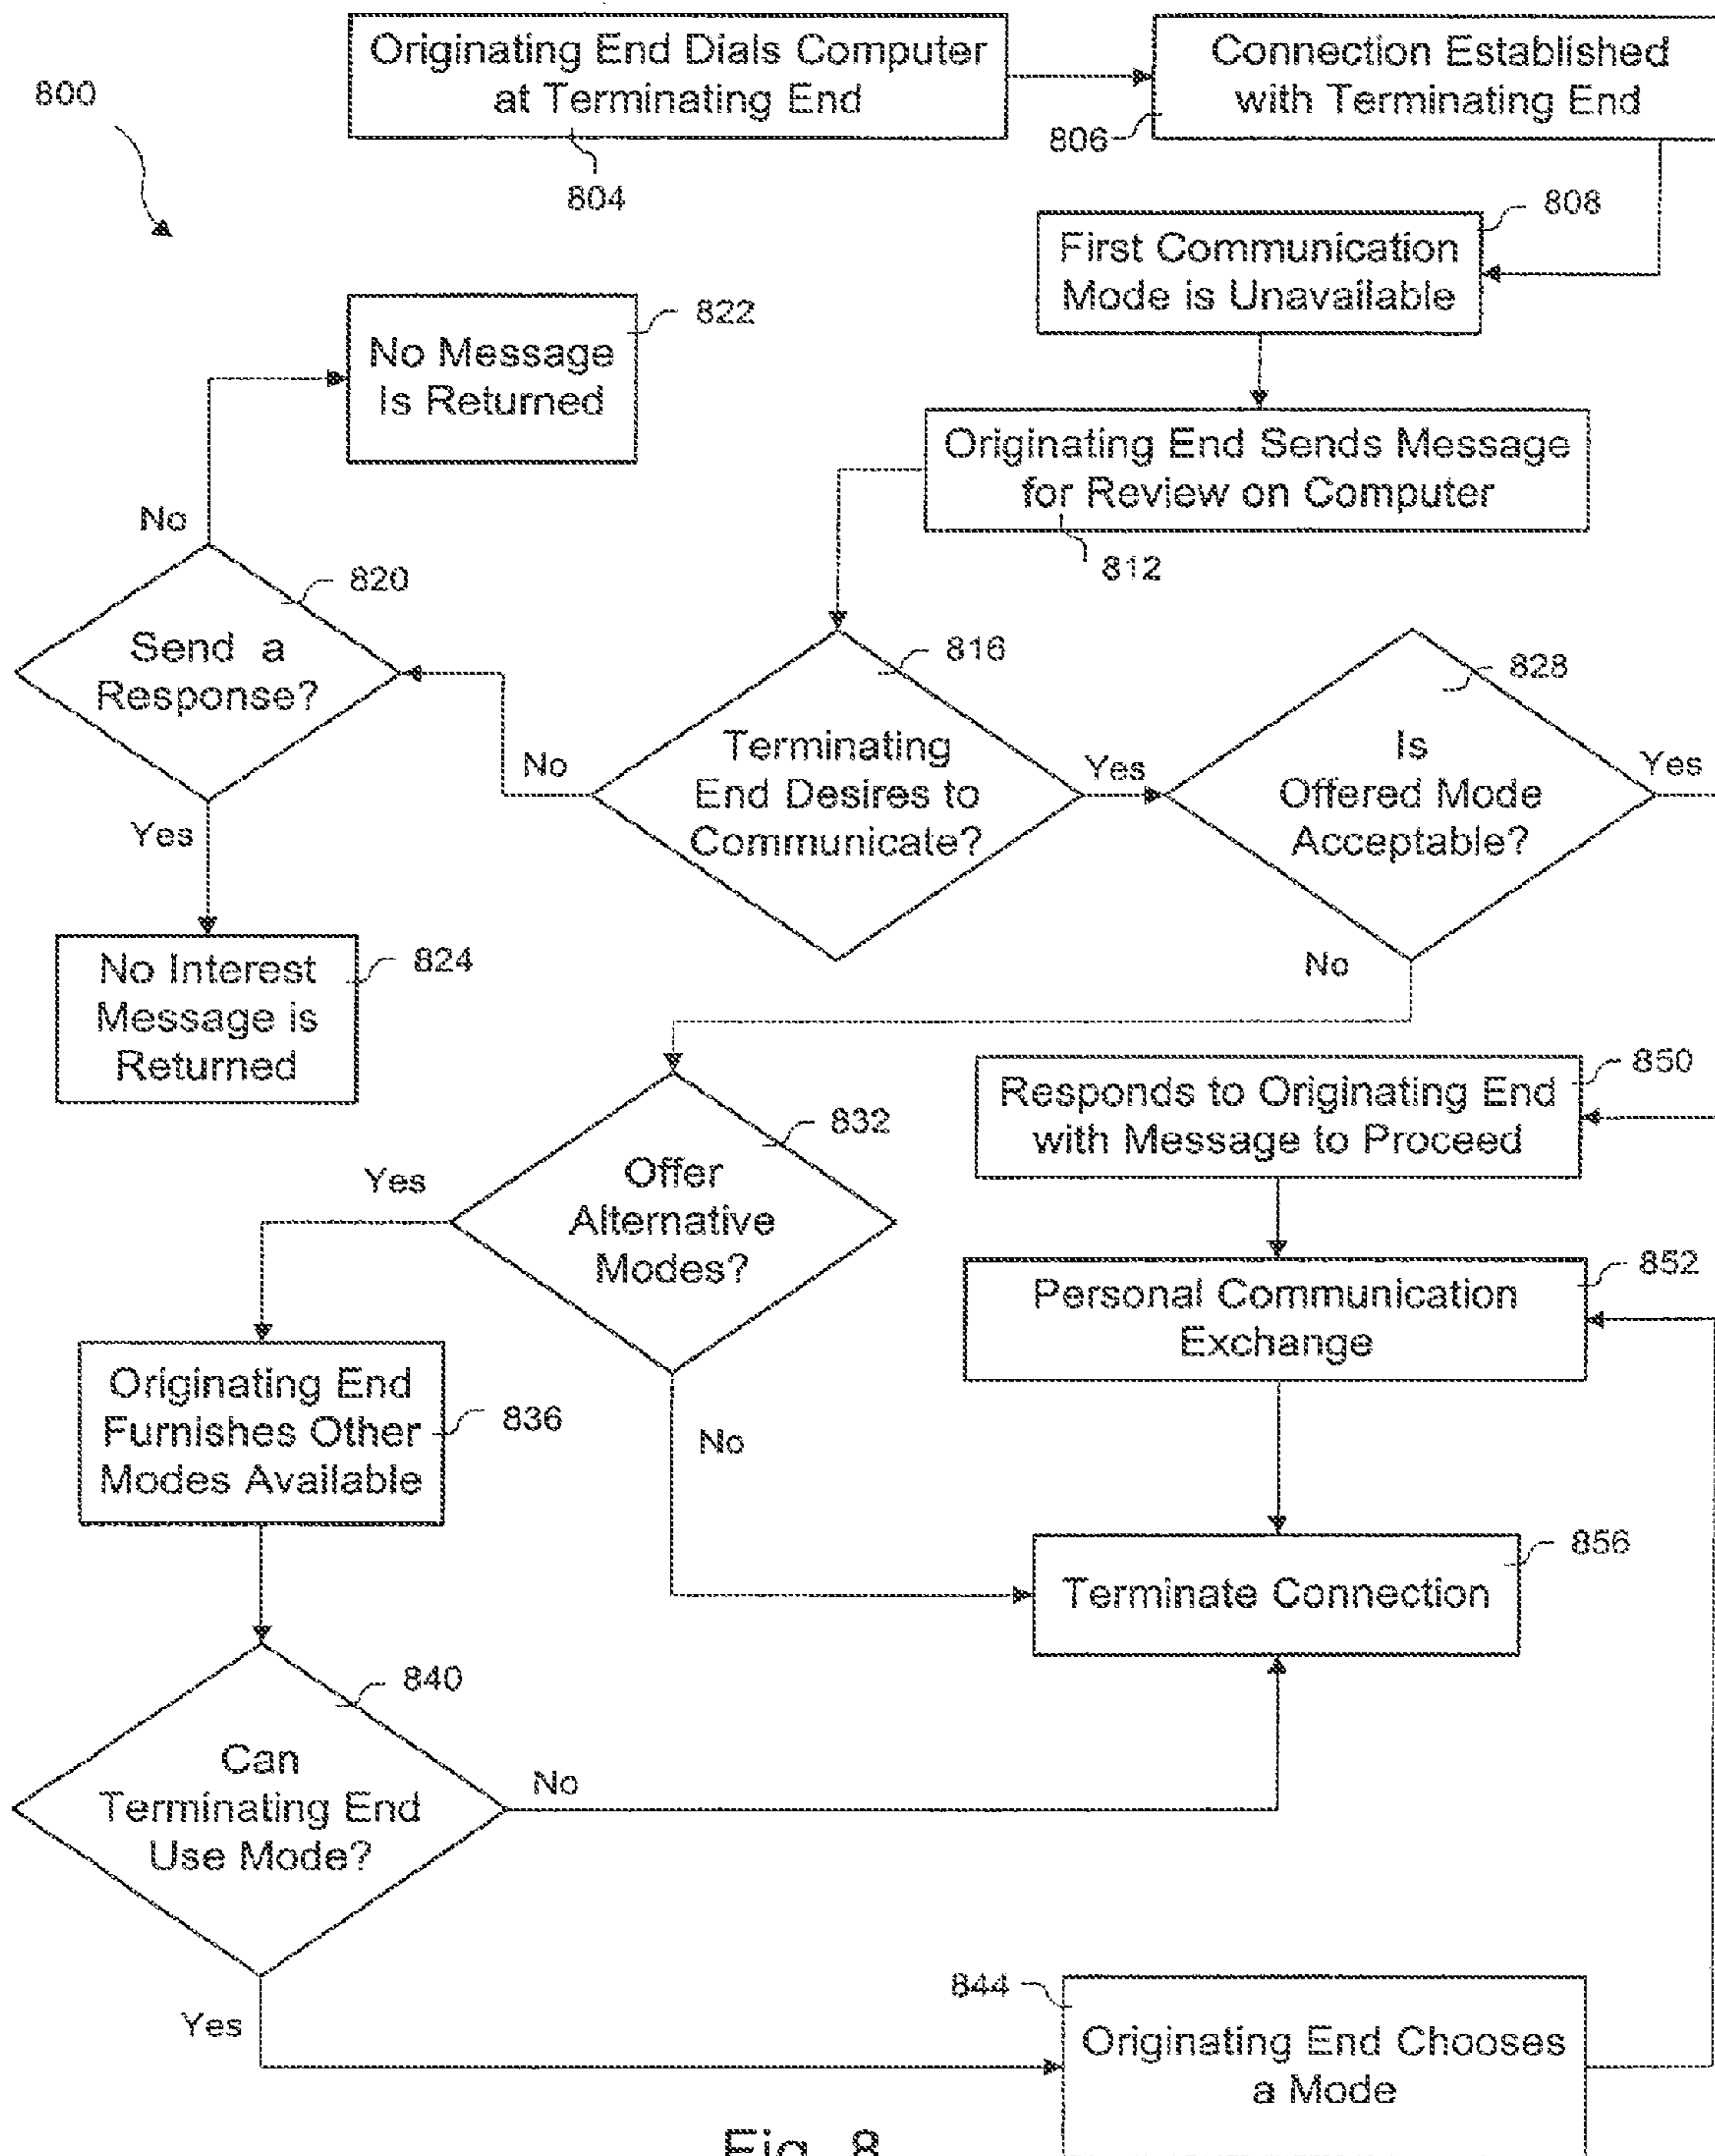 Originating End Dials Computer
at Terminating End
804
Connection Established
with Terminating End
806
800
808
First Communication
Mode is Unavailable
822
No Message
Is Returned
Originating End Sends Message
for Review on Computer
812
No
820
Send a
Response?
816
Terminating
End Desires to
Communicate?
No
Yes
828
Is
Offered Mode
Acceptable?
Yes
Yes
No
824
No Interest
Message is
Returned
850
Responds to Originating End
with Message to Proceed
832
Offer
Alternative
Modes?
Yes
No
852
Personal Communication
Exchange
Originating End
Furnishes Other
Modes Available
836
856
Terminate Connection
840
Can
Terminating End
Use Mode?
No
Yes
844
Originating End Chooses
a Mode
Fig. 8